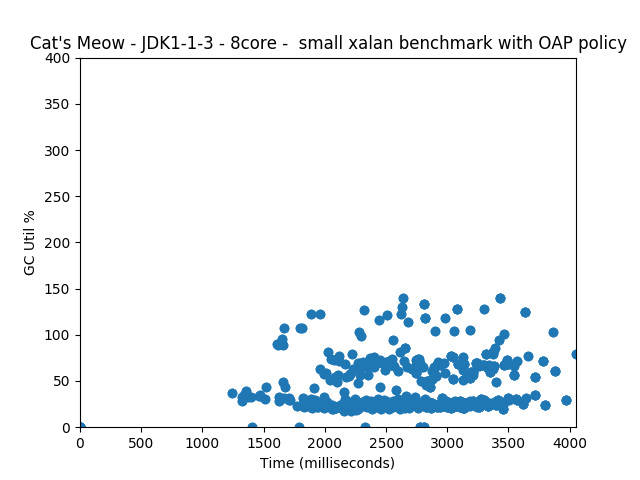 Cat's Meow - JDK1-1-3 - 8core -  small xalan benchmark with OAP policy
400
350
300
250
200
150
100
50
0
GC Util %
0 500 1000 1500 2000 2500 3000 3500 4000
Time (milliseconds)